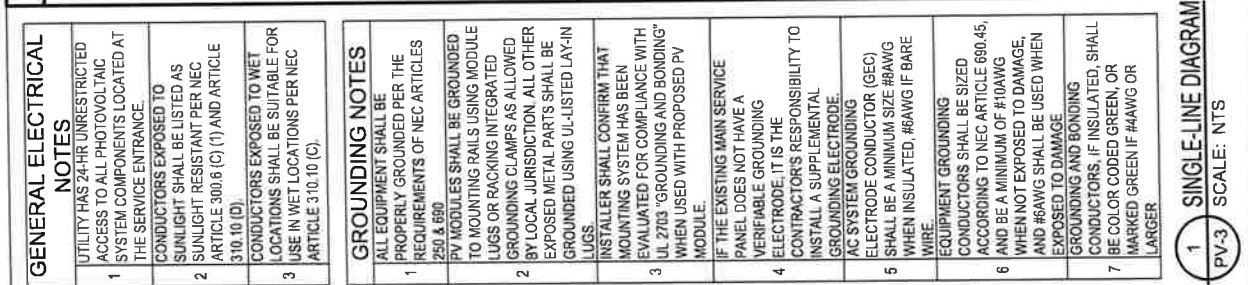 GENERAL ELECTRICAL
NOTES
1
UTILITY HAS 24-HR UNRESTRICTED
ACCESS TO ALL PHOTOVOLTAIC
SYSTEM COMPONENTS LOCATED AT
THE SERVICE ENTRANCE.
2
CONDUCTORS EXPOSED TO
SUNLIGHT SHALL BE LISTED AS
SUNLIGHT RESISTANT PER NEC
ARTICLE 300.6 (C) (1) AND ARTICLE
310.10 (D).
3
CONDUCTORS EXPOSED TO WET
LOCATIONS SHALL BE SUITABLE FOR
USE IN WET LOCATIONS PER NEC
ARTICLE 310.10 (C).
GROUNDING NOTES
1
ALL EQUIPMENT SHALL BE
PROPERLY GROUNDED PER THE
REQUIREMENTS OF NEC ARTICLES
250 & 690
2
PV MODULES SHALL BE GROUNDED
TO MOUNTING RAILS USING MODULE
LUGS OR RACKING INTEGRATED
GROUNDING CLAMPS AS ALLOWED
BY LOCAL JURISDICTION. ALL OTHER
EXPOSED METAL PARTS SHALL BE
GROUNDED USING UL-LISTED LAY-IN
LUGS.
3
INSTALLER SHALL CONFIRM THAT
MOUNTING SYSTEM HAS BEEN
EVALUATED FOR COMPLIANCE WITH
UL 2703 "GROUNDING AND BONDING"
WHEN USED WITH PROPOSED PV
MODULE.
4
IF THE EXISTING MAIN SERVICE
PANEL DOES NOT HAVE A
VERIFIABLE GROUNDING
ELECTRODE, IT IS THE
CONTRACTOR'S RESPONSIBILITY TO
INSTALL A SUPPLEMENTAL
GROUNDING ELECTRODE.
5
AC SYSTEM GROUNDING
ELECTRODE CONDUCTOR (GEC)
SHALL BE A MINIMUM SIZE #8AWG
WHEN INSULATED, #6AWG IF BARE
WIRE.
6
EQUIPMENT GROUNDING
CONDUCTORS SHALL BE SIZED
ACCORDING TO NEC ARTICLE 690.45,
AND BE A MINIMUM OF #10AWG
WHEN NOT EXPOSED TO DAMAGE,
AND #6AWG SHALL BE USED WHEN
EXPOSED TO DAMAGE
7
GROUNDING AND BONDING
CONDUCTORS, IF INSULATED, SHALL
BE COLOR CODED GREEN, OR
MARKED GREEN IF #4AWG OR
LARGER
1
PV-3
SINGLE-LINE DIAGRAM
SCALE: NTS